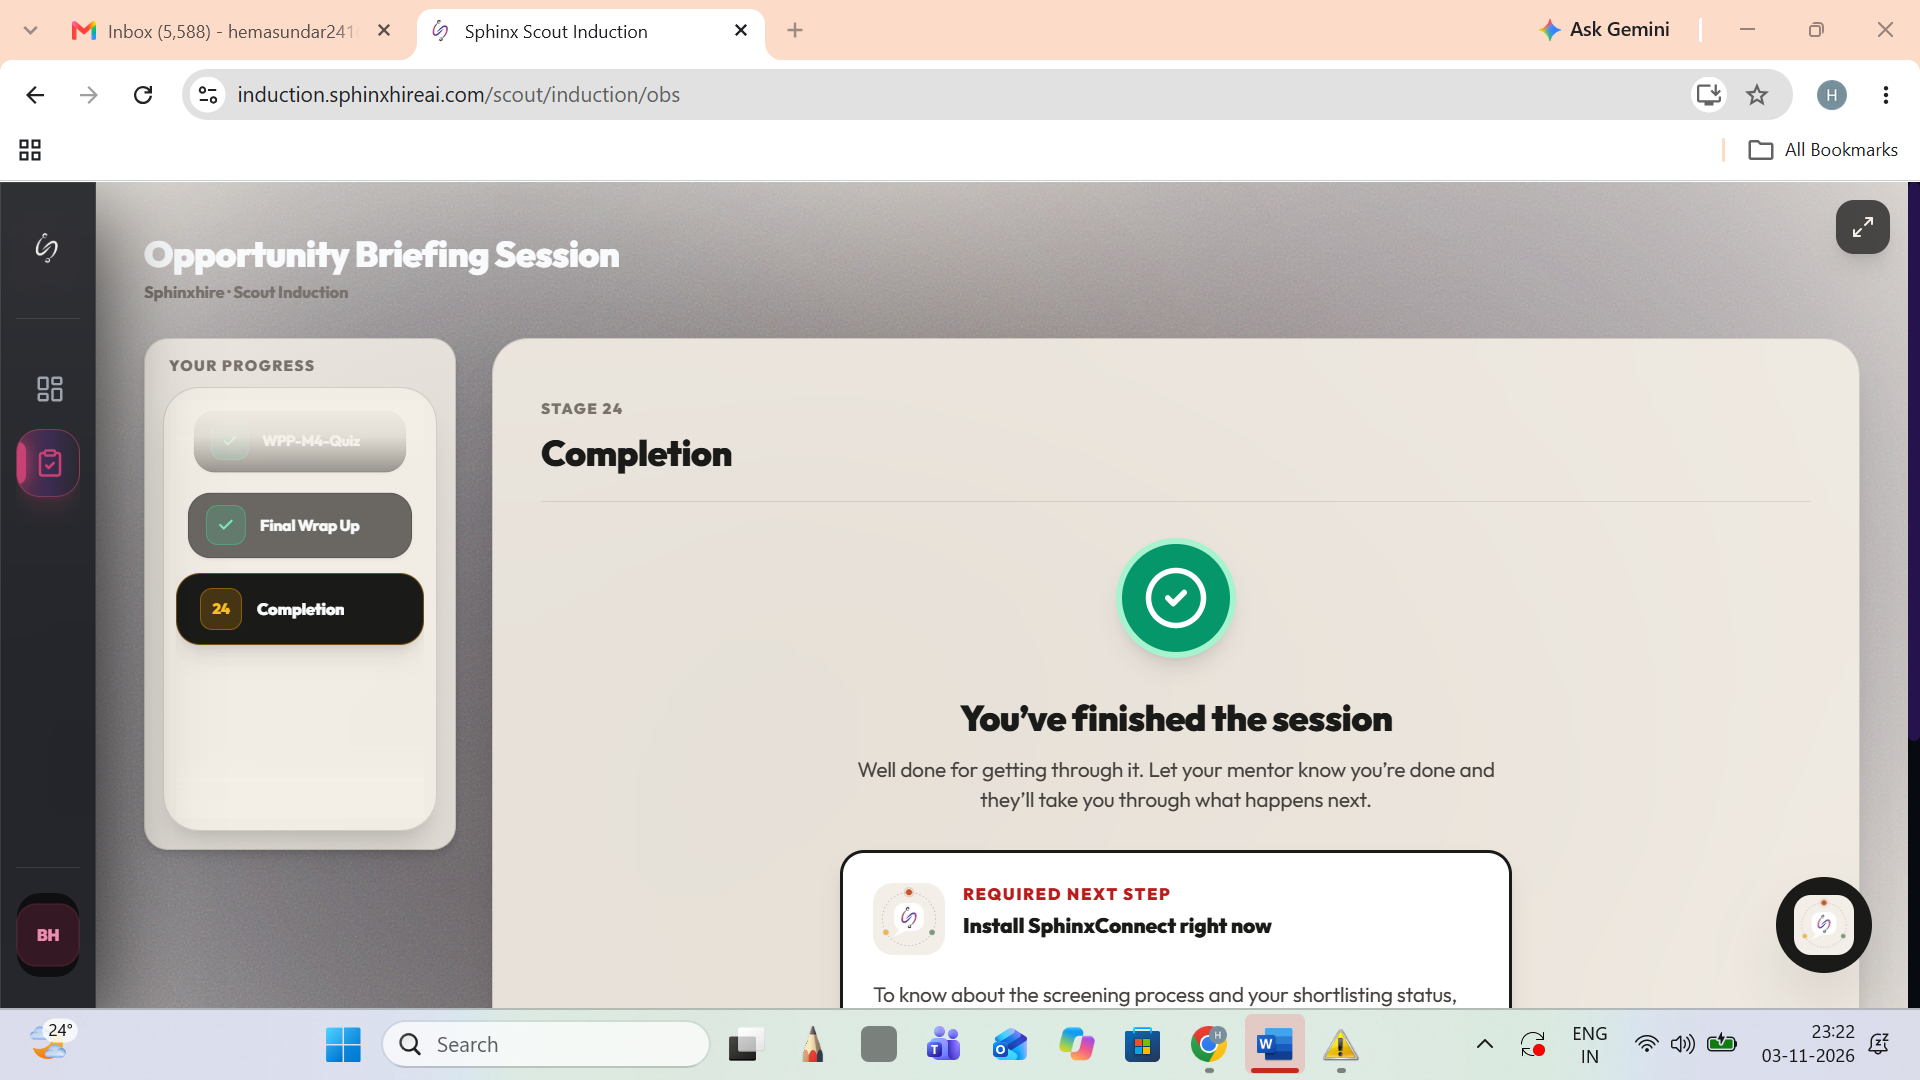 Inbox (5,588) - hemasundar241
Sphinx Scout Induction
Ask Gemini
induction.sphinxhireai.com/scout/induction/obs
H
All Bookmarks
Opportunity Briefing Session
Sphinxhire · Scout Induction
YOUR PROGRESS
WPP-M4-Quiz
Final Wrap Up
24 Completion
BH
STAGE 24
Completion
You’ve finished the session
Well done for getting through it. Let your mentor know you’re done and
they’ll take you through what happens next.
REQUIRED NEXT STEP
Install SphinxConnect right now
To know about the screening process and your shortlisting status,
24°
Search
ENG
IN
23:22
03-11-2026